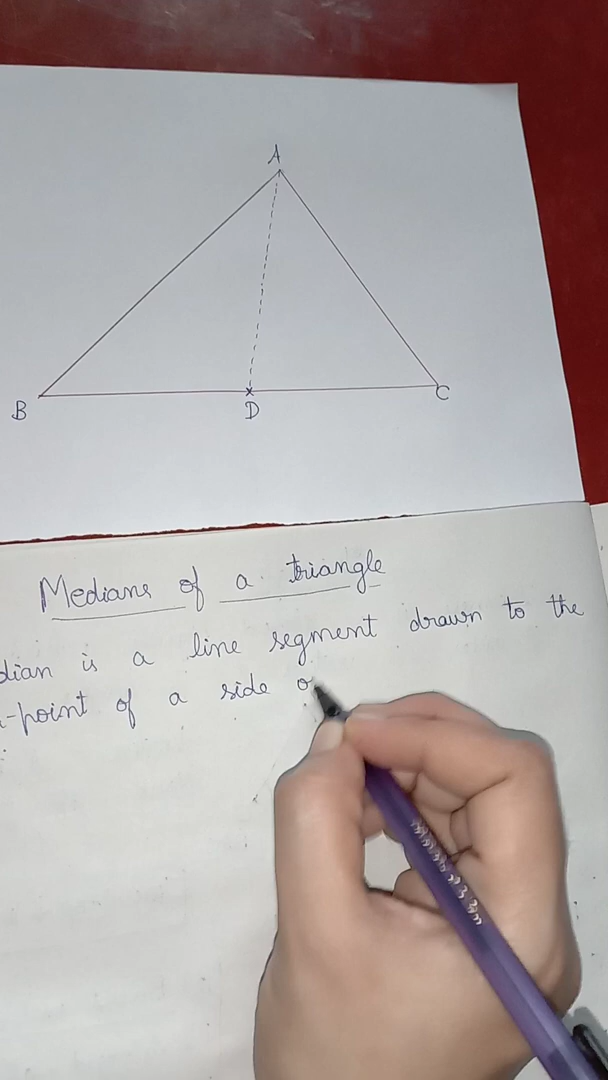 A
B
D
C
Medians of a triangle
dian is a line segment drawn to the
-point of a side o